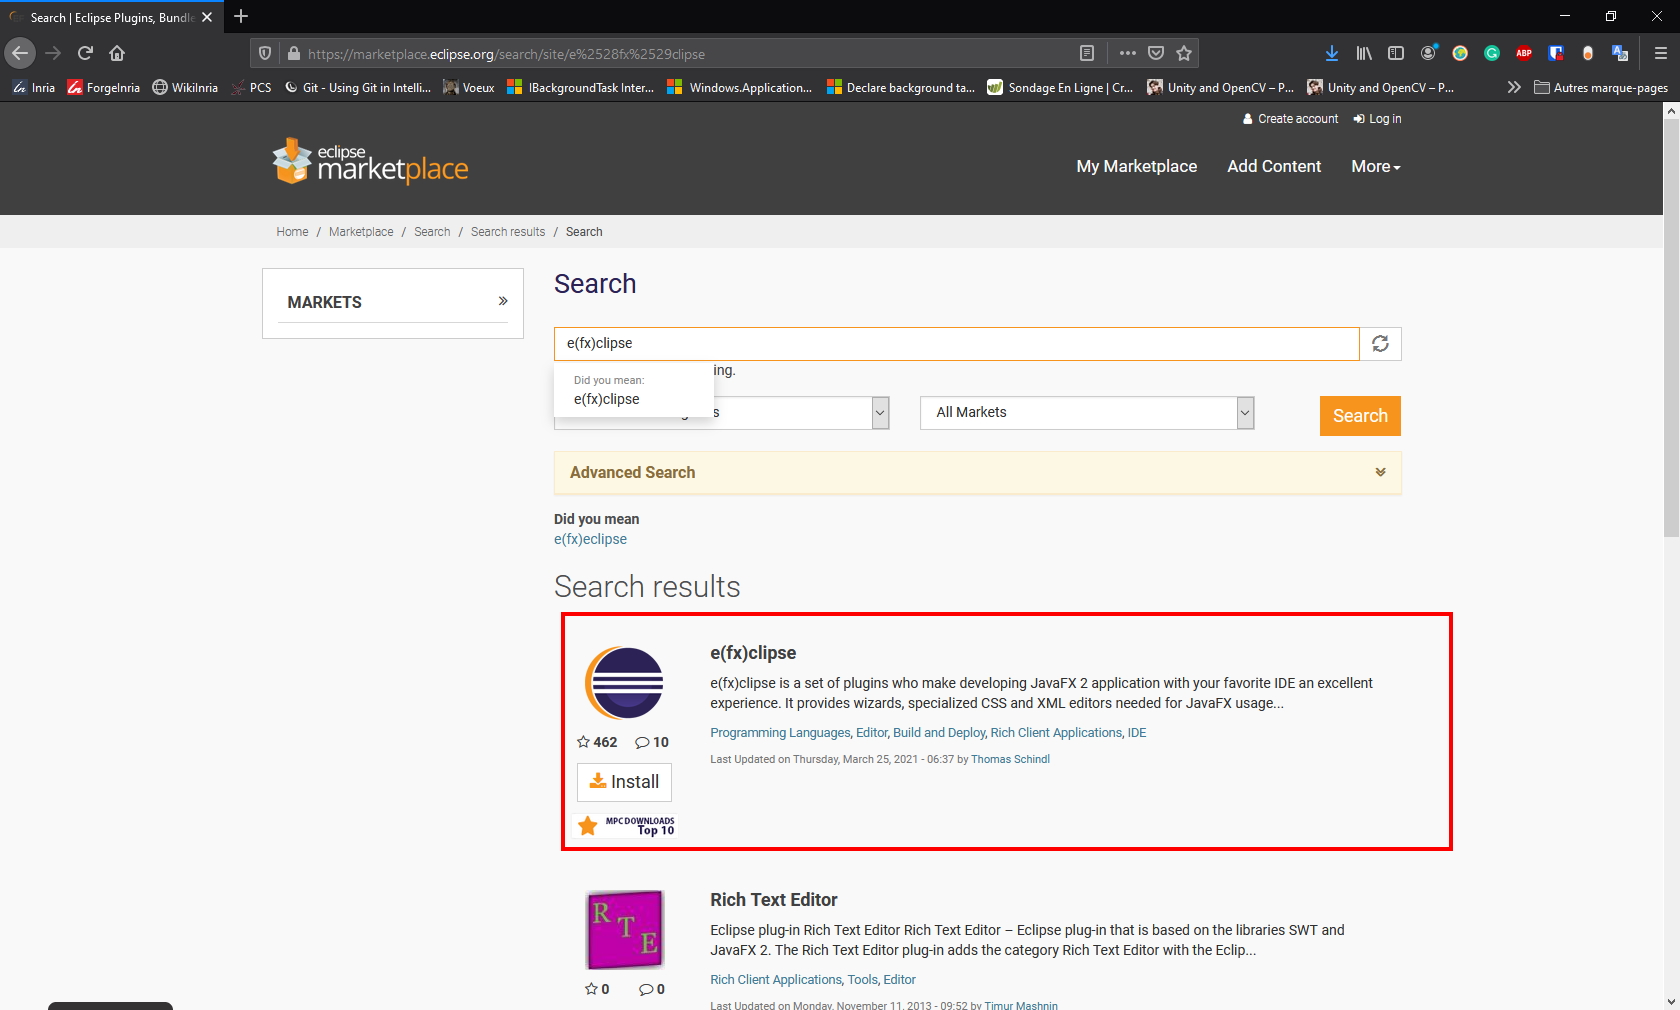 Search | Eclipse Plugins, Bundle
https://marketplace.eclipse.org/search/site/e%2528fx%2529clipse
ABP
Inria
ForgeInria
WikiInria
PCS
Git - Using Git in Intelli...
Voeux
IBackgroundTask Inter...
Windows.Application...
Declare background ta...
Sondage En Ligne | Cr...
Unity and OpenCV – P...
Unity and OpenCV – P...
Autres marque-pages
Create account
Log in
eclipse
marketplace
My Marketplace
Add Content
More
Home / Marketplace / Search / Search results / Search
MARKETS
Search
e(fx)clipse
ing.
Did you mean:
e(fx)clipse
s
All Markets
Search
Advanced Search
Did you mean
e(fx)eclipse
Search results
e(fx)clipse
e(fx)clipse is a set of plugins who make developing JavaFX 2 application with your favorite IDE an excellent
experience. It provides wizards, specialized CSS and XML editors needed for JavaFX usage...
Programming Languages, Editor, Build and Deploy, Rich Client Applications, IDE
Last Updated on Thursday, March 25, 2021 - 06:37 by Thomas Schindl
462
10
Install
MPC DOWNLOADS
Top 10
RTE
Rich Text Editor
Eclipse plug-in Rich Text Editor Rich Text Editor – Eclipse plug-in that is based on the libraries SWT and
JavaFX 2. The Rich Text Editor plug-in adds the category Rich Text Editor with the Eclip...
Rich Client Applications, Tools, Editor
Last Updated on Monday, November 11, 2013 - 09:52 by Timur Mashnin
0
0